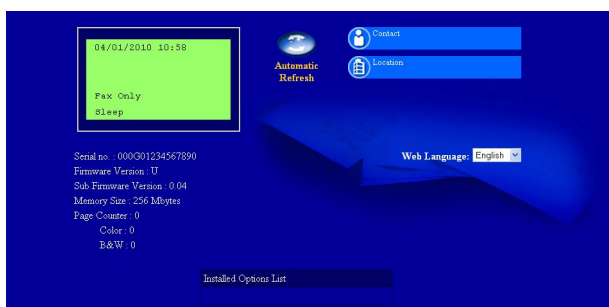 04/01/2010 10:58
Fax Only
Sleep
Automatic
Refresh
Contact
Location
Serial no. : 000G01234567890
Firmware Version : U
Sub Firmware Version : 0.04
Memory Size : 256 Mbytes
Page Counter : 0
Color : 0
B&W : 0
Web Language: English
Installed Options List